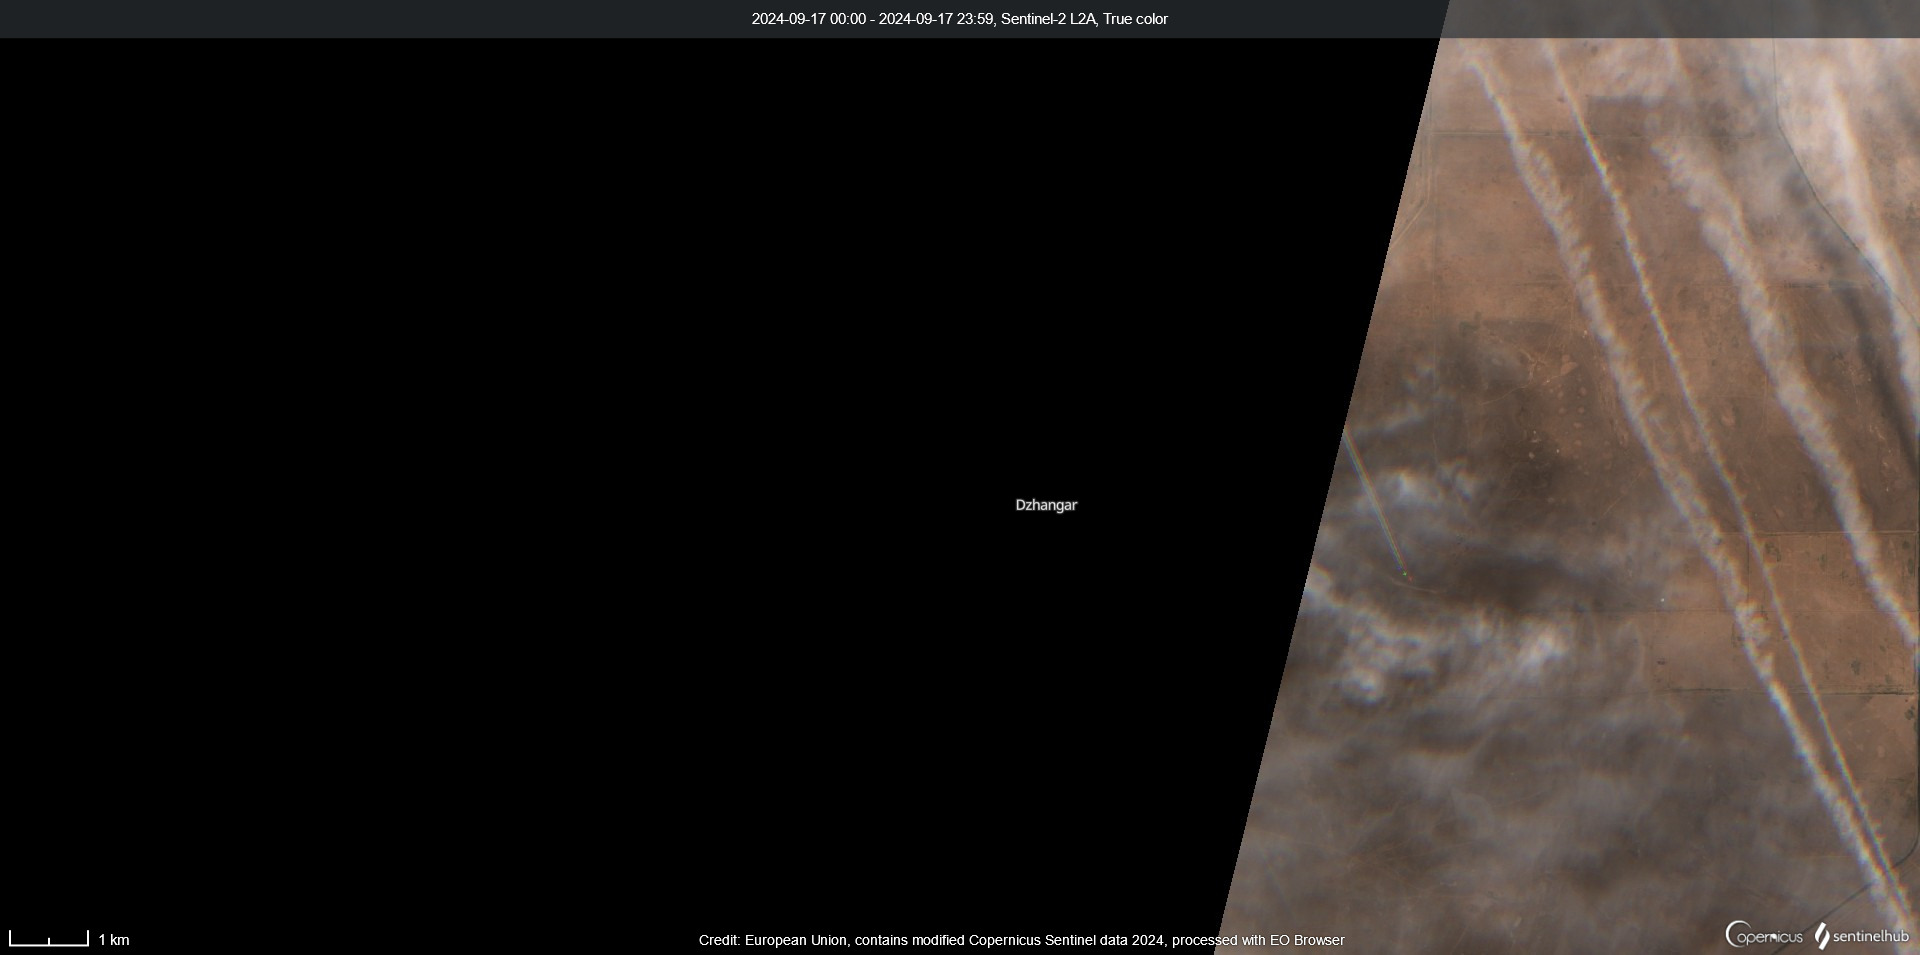 2024-09-17 00:00 - 2024-09-17 23:59, Sentinel-2 L2A, True color
Dzhangar
1 km
Credit: European Union, contains modified Copernicus Sentinel data 2024, processed with EO Browser
Copernicus
sentinelhub